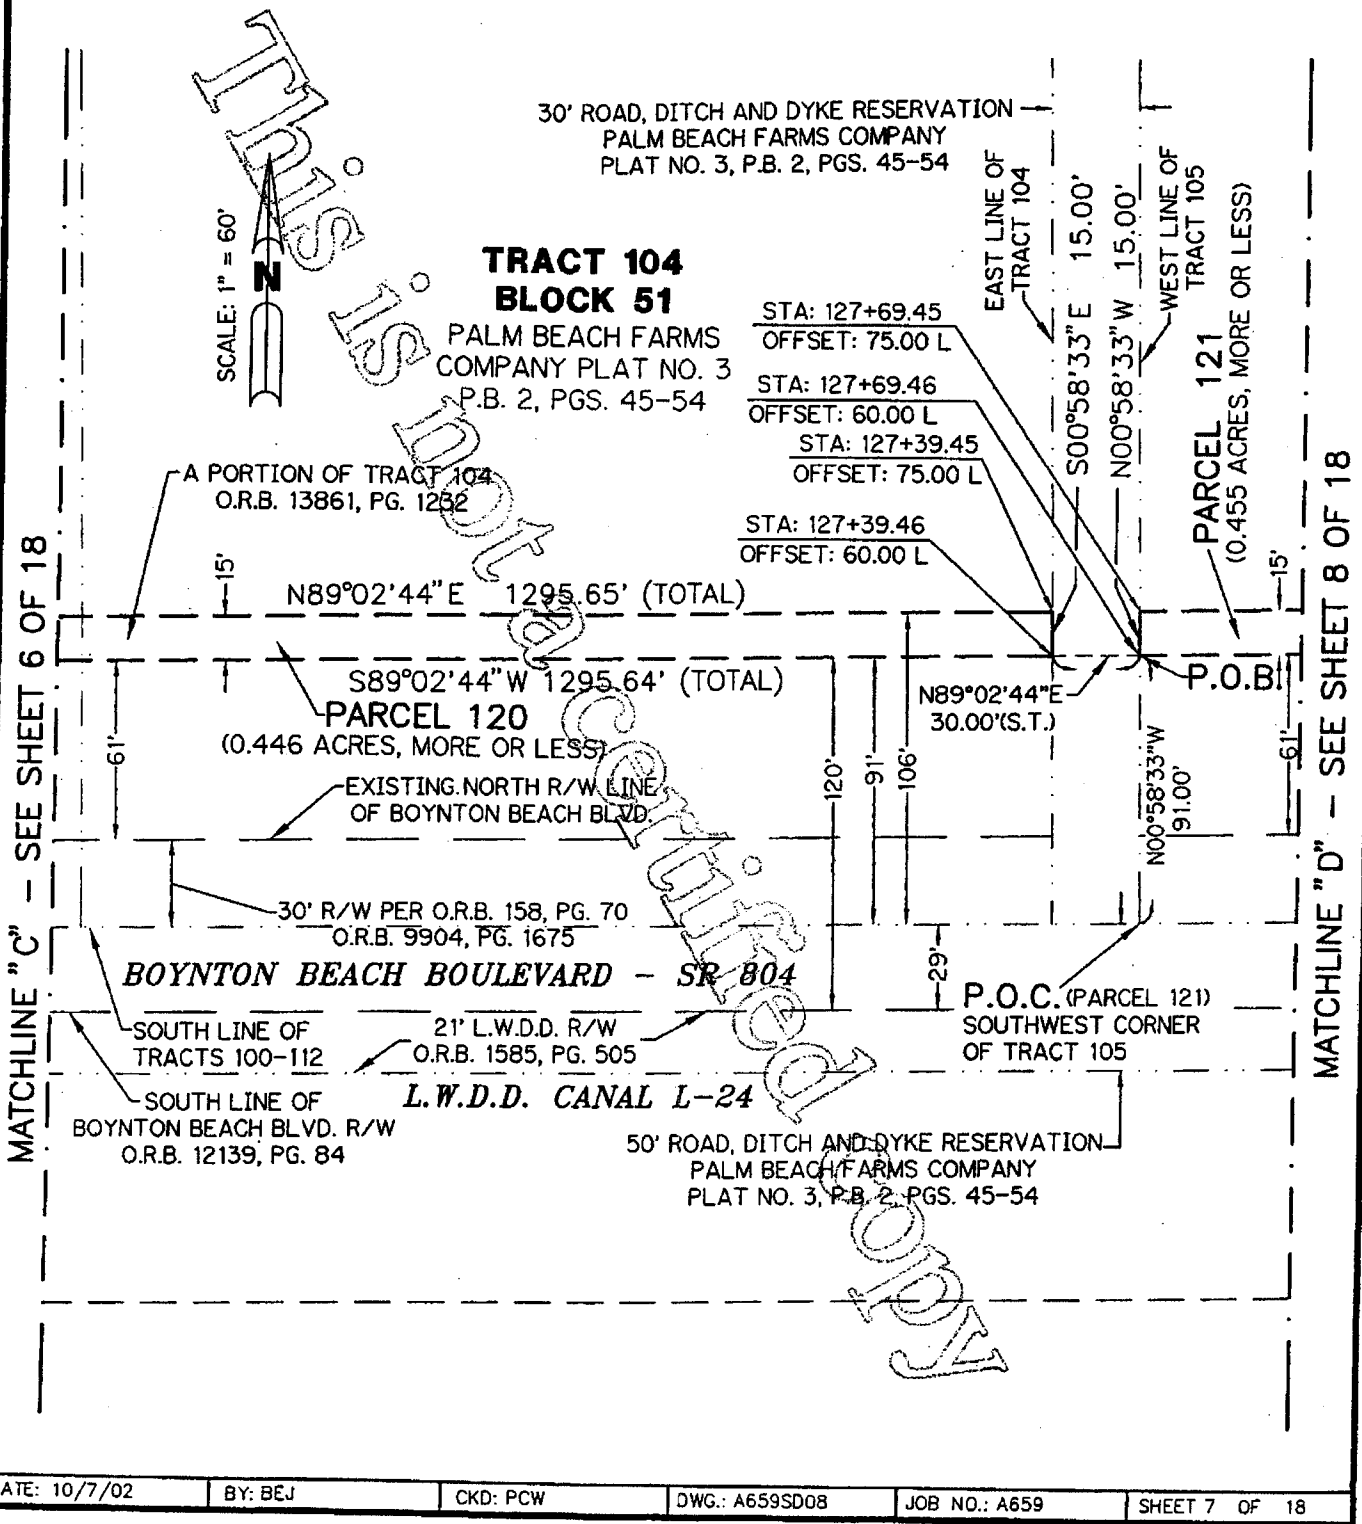 30' ROAD, DITCH AND DYKE RESERVATION
PALM BEACH FARMS COMPANY
PLAT NO. 3, P.B. 2, PGS. 45-54
EAST LINE OF
TRACT 104
S00°58'33"E 15.00'
N00°58'33"W 15.00'
WEST LINE OF
TRACT 105
PARCEL 121
(0.455 ACRES, MORE OR LESS)
SCALE: 1" = 60'
N
TRACT 104
BLOCK 51
PALM BEACH FARMS
COMPANY PLAT NO. 3
P.B. 2, PGS. 45-54
STA: 127+69.45
OFFSET: 75.00 L
STA: 127+69.46
OFFSET: 60.00 L
STA: 127+39.45
OFFSET: 75.00 L
STA: 127+39.46
OFFSET: 60.00 L
A PORTION OF TRACT 104
O.R.B. 13861, PG. 1232
15'
N89°02'44"E 1295.65' (TOTAL)
15'
S89°02'44"W 1295.64' (TOTAL)
PARCEL 120
(0.446 ACRES, MORE OR LESS)
N89°02'44"E
30.00'(S.T.)
P.O.B.
61'
120'
91'
106'
N00°58'33"W
91.00'
61'
EXISTING NORTH R/W LINE
OF BOYNTON BEACH BLVD.
30' R/W PER O.R.B. 158, PG. 70
O.R.B. 9904, PG. 1675
BOYNTON BEACH BOULEVARD - SR 804
29'
P.O.C. (PARCEL 121)
SOUTHWEST CORNER
OF TRACT 105
SOUTH LINE OF
TRACTS 100-112
21' L.W.D.D. R/W
O.R.B. 1585, PG. 505
L.W.D.D. CANAL L-24
SOUTH LINE OF
BOYNTON BEACH BLVD. R/W
O.R.B. 12139, PG. 84
50' ROAD, DITCH AND DYKE RESERVATION
PALM BEACH FARMS COMPANY
PLAT NO. 3, P.B. 2, PGS. 45-54
MATCHLINE "C" - SEE SHEET 6 OF 18
MATCHLINE "D" - SEE SHEET 8 OF 18
This is not a certified copy
ATE: 10/7/02
BY: BEJ
CKD: PCW
DWG.: A659SD08
JOB NO.: A659
SHEET 7 OF 18